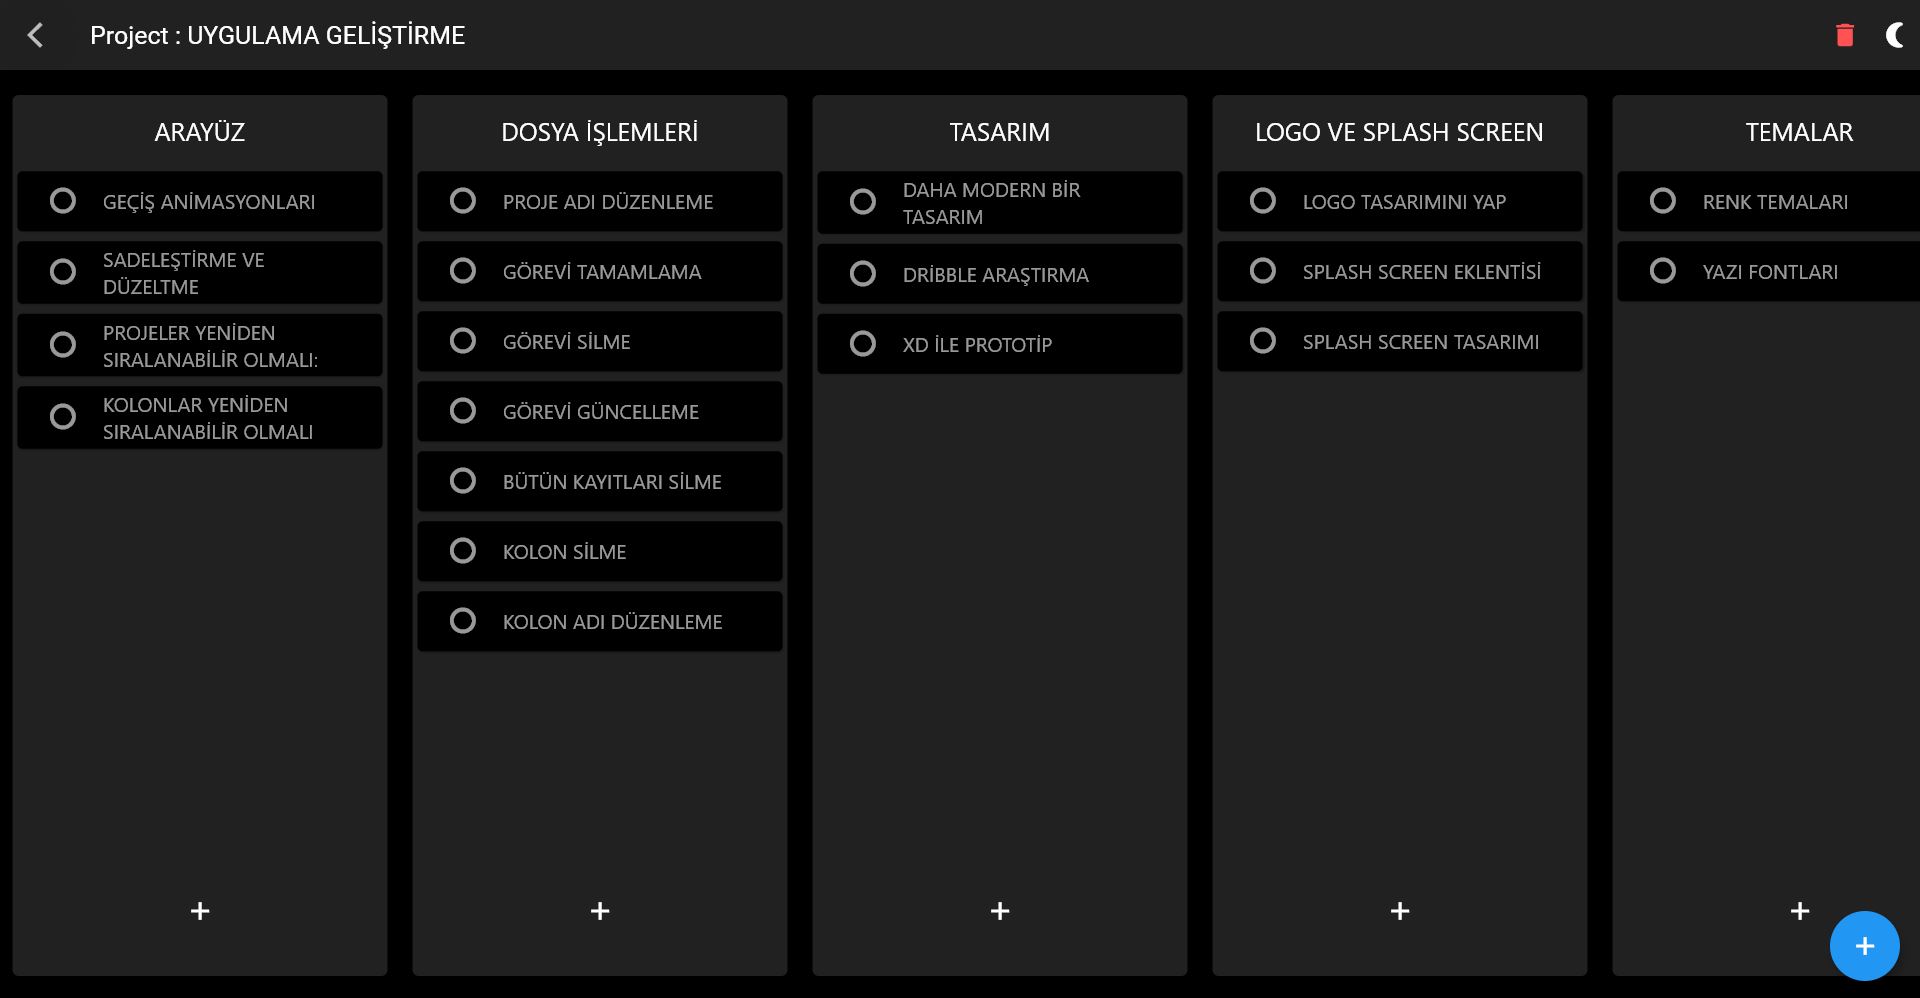 Project : UYGULAMA GELİŞTİRME
ARAYÜZ
GEÇİŞ ANİMASYONLARI
SADELEŞTİRME VE
DÜZELTME
PROJELER YENİDEN
SIRALANABİLİR OLMALI:
KOLONLAR YENİDEN
SIRALANABİLİR OLMALI
DOSYA İŞLEMLERİ
PROJE ADI DÜZENLEME
GÖREVİ TAMAMLAMA
GÖREVİ SİLME
GÖREVİ GÜNCELLEME
BÜTÜN KAYITLARI SİLME
KOLON SİLME
KOLON ADI DÜZENLEME
TASARIM
DAHA MODERN BİR
TASARIM
DRİBBLE ARAŞTIRMA
XD İLE PROTOTİP
LOGO VE SPLASH SCREEN
LOGO TASARIMINI YAP
SPLASH SCREEN EKLENTİSİ
SPLASH SCREEN TASARIMI
TEMALAR
RENK TEMALARI
YAZI FONTLARI